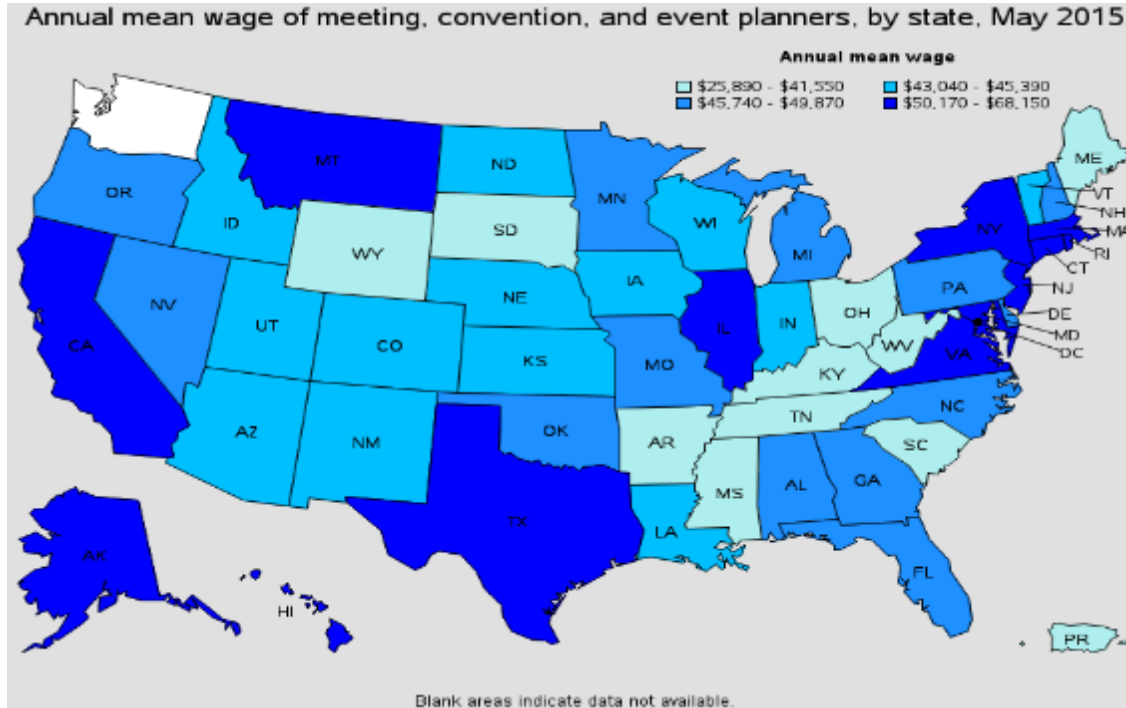 Annual mean wage of meeting, convention, and event planners, by state, May 2015
Annual mean wage
$25,890 - $41,550 $43,040 - $45,390
$45,740 - $49,870 $50,170 - $68,150
ME
MT
ND
VT
OR
MN
NH
ID
WI
NY
MA
SD
RI
WY
MI
CT
IA
PA
NJ
NV
NE
OH
DE
UT
IL
IN
MD
CA
CO
WV
VA
DC
KS
MO
KY
NC
TN
AZ
OK
NM
AR
SC
MS
AL
GA
TX
LA
AK
FL
HI
PR
Blank areas indicate data not available.